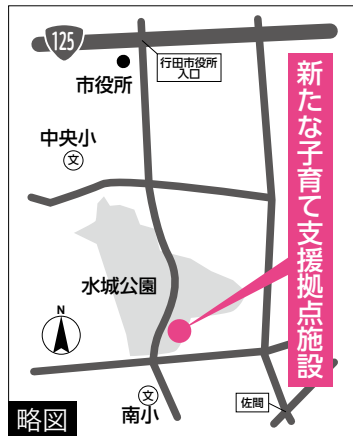 125
行田市役所
入口
市役所
中央小
文
新たな子育て支援拠点施設
水城公園
N
文
南小
佐間
略図